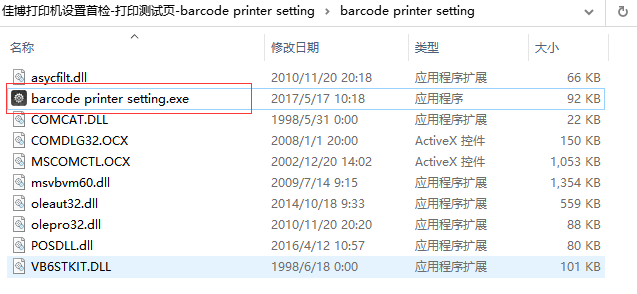 佳博打印机设置首检-打印测试页-barcode printer setting › barcode printer setting
名称 修改日期 类型 大小
asycfilt.dll 2010/11/20 20:18 应用程序扩展 66 KB
barcode printer setting.exe 2017/5/17 10:18 应用程序 92 KB
COMCAT.DLL 1998/5/31 0:00 应用程序扩展 22 KB
COMDLG32.OCX 2008/1/1 20:00 ActiveX 控件 150 KB
MSCOMCTL.OCX 2002/12/20 14:02 ActiveX 控件 1,053 KB
msvbvm60.dll 2009/7/14 9:15 应用程序扩展 1,354 KB
oleaut32.dll 2014/10/18 9:33 应用程序扩展 559 KB
olepro32.dll 2010/11/20 20:20 应用程序扩展 88 KB
POSDLL.dll 2016/4/12 10:57 应用程序扩展 80 KB
VB6STKIT.DLL 1998/6/18 0:00 应用程序扩展 101 KB